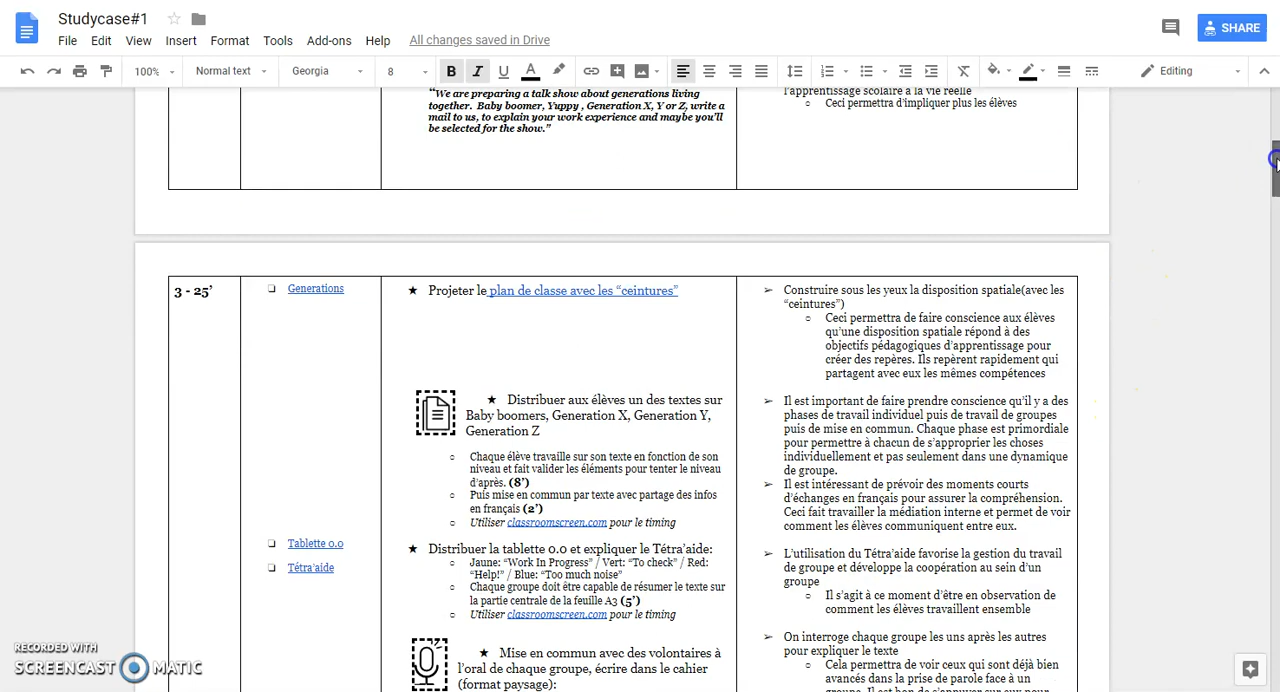 Studycase#1
File Edit View Insert Format Tools Add-ons Help All changes saved in Drive
SHARE
100% Normal text Georgia 8 B I U A Editing
"We are preparing a talk show about generations living
together. Baby boomer, Yuppy , Generation X, Y or Z, write a
mail to us, to explain your work experience and maybe you'll
be selected for the show."
l'apprentissage scolaire à la vie réelle
○ Ceci permettra d'impliquer plus les élèves
3 - 25'
❏ Generations
★ Projeter le plan de classe avec les "ceintures"
★ Distribuer aux élèves un des textes sur
Baby boomers, Generation X, Generation Y,
Generation Z
○ Chaque élève travaille sur son texte en fonction de son
niveau et fait valider les éléments pour tenter le niveau
d'après. (8')
○ Puis mise en commun par texte avec partage des infos
en français (2')
○ Utiliser classroomscreen.com pour le timing
❏ Tablette 0.0
❏ Tétra'aide
★ Distribuer la tablette 0.0 et expliquer le Tétra'aide:
○ Jaune: "Work In Progress" / Vert: "To check" / Red:
"Help!" / Blue: "Too much noise"
○ Chaque groupe doit être capable de résumer le texte sur
la partie centrale de la feuille A3 (5')
○ Utiliser classroomscreen.com pour le timing
★ Mise en commun avec des volontaires à
l'oral de chaque groupe, écrire dans le cahier
(format paysage):
➢ Construire sous les yeux la disposition spatiale(avec les
"ceintures")
○ Ceci permettra de faire conscience aux élèves
qu'une disposition spatiale répond à des
objectifs pédagogiques d'apprentissage pour
créer des repères. Ils repèrent rapidement qui
partagent avec eux les mêmes compétences
➢ Il est important de faire prendre conscience qu'il y a des
phases de travail individuel puis de travail de groupes
puis de mise en commun. Chaque phase est primordiale
pour permettre à chacun de s'approprier les choses
individuellement et pas seulement dans une dynamique
de groupe.
➢ Il est intéressant de prévoir des moments courts
d'échanges en français pour assurer la compréhension.
Ceci fait travailler la médiation interne et permet de voir
comment les élèves communiquent entre eux.
➢ L'utilisation du Tétra'aide favorise la gestion du travail
de groupe et développe la coopération au sein d'un
groupe
○ Il s'agit à ce moment d'être en observation de
comment les élèves travaillent ensemble
➢ On interroge chaque groupe les uns après les autres
pour expliquer le texte
○ Cela permettra de voir ceux qui sont déjà bien
avancés dans la prise de parole face à un
groupe. Il est bon de s'appuyer sur eux pour
RECORDED WITH
SCREENCAST MATIC